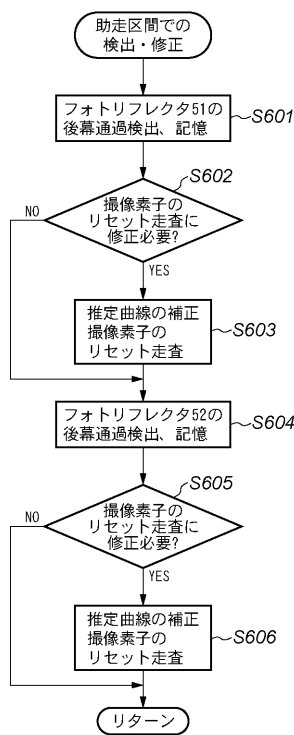 助走区間での
検出・修正
フォトリフレクタ51の
後幕通過検出、記憶
S601
S602
撮像素子の
リセット走査に
修正必要?
NO
YES
推定曲線の補正
撮像素子の
リセット走査
S603
フォトリフレクタ52の
後幕通過検出、記憶
S604
S605
撮像素子の
リセット走査に
修正必要?
NO
YES
推定曲線の補正
撮像素子の
リセット走査
S606
リターン